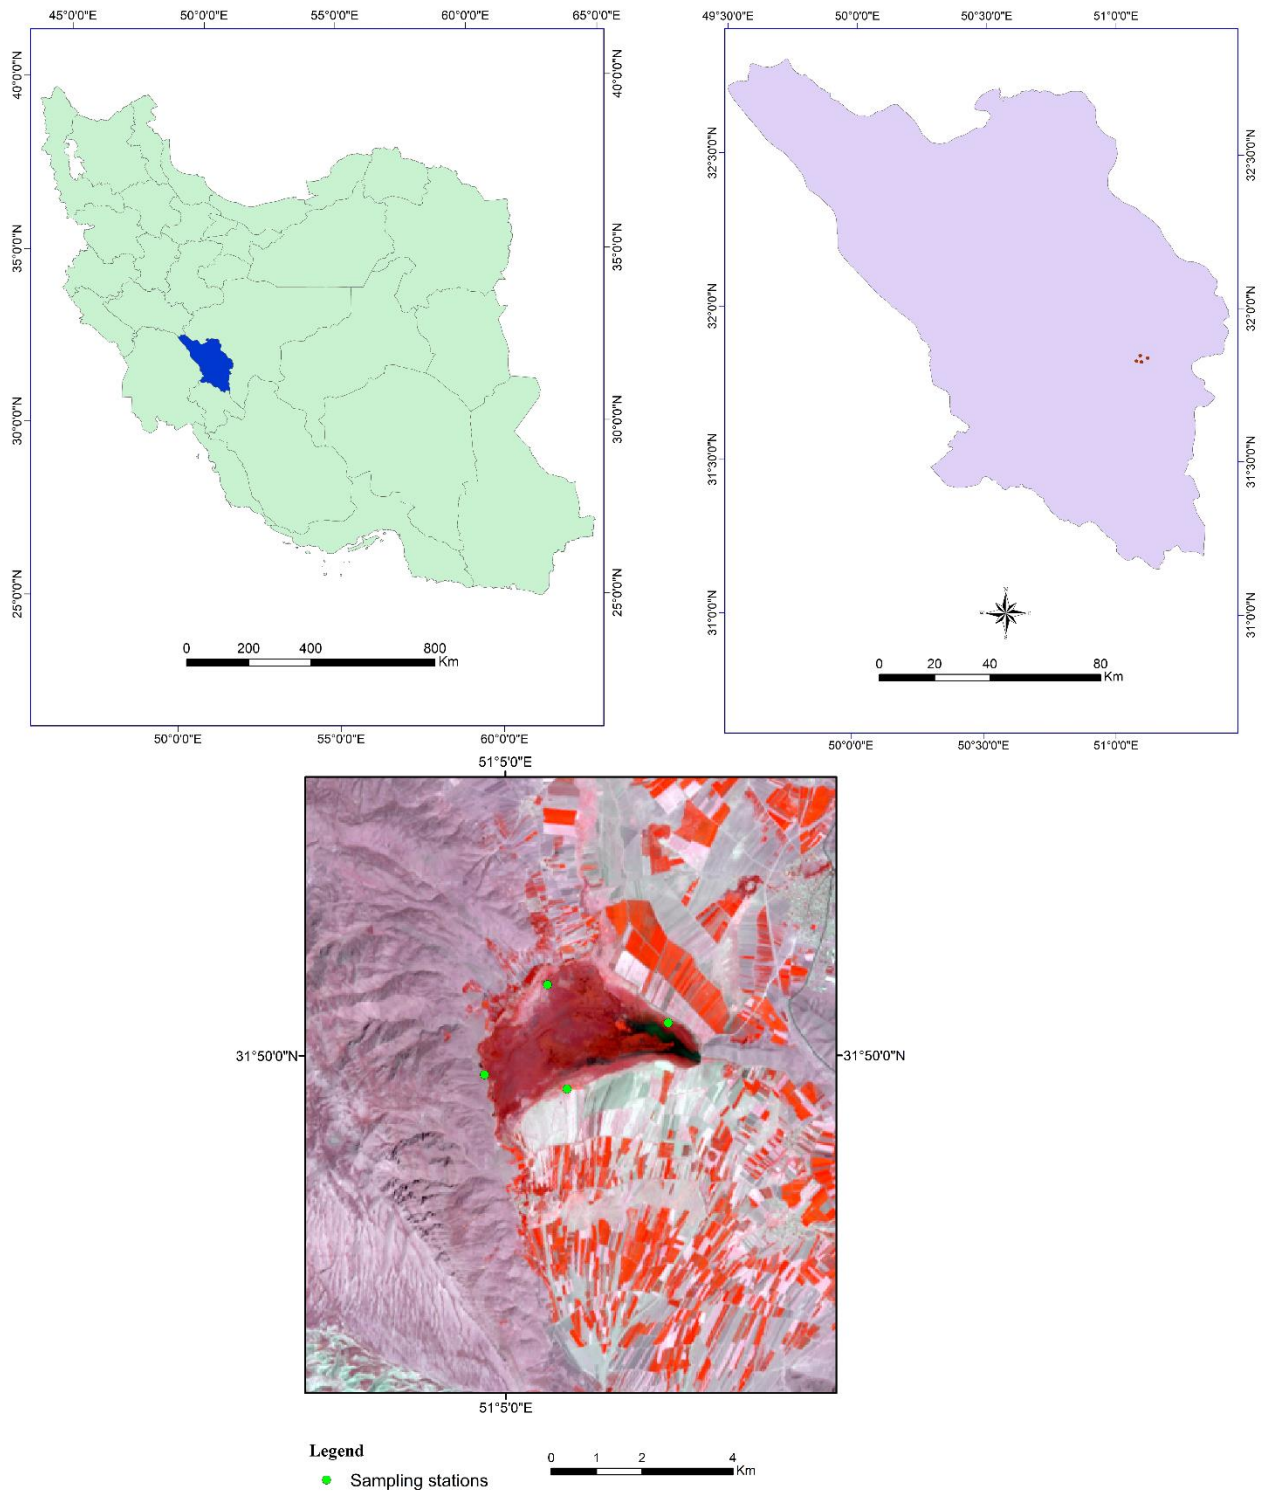 45°0'0"E 50°0'0"E 55°0'0"E 60°0'0"E 65°0'0"E
40°0'0"N 40°0'0"N
35°0'0"N 35°0'0"N
30°0'0"N 30°0'0"N
25°0'0"N 25°0'0"N
0 200 400 800
Km
50°0'0"E 55°0'0"E 60°0'0"E
49°30'0"E 50°0'0"E 50°30'0"E 51°0'0"E
32°30'0"N 32°30'0"N
32°0'0"N 32°0'0"N
31°30'0"N 31°30'0"N
31°0'0"N 31°0'0"N
0 20 40 80
Km
50°0'0"E 50°30'0"E 51°0'0"E
51°5'0"E
31°50'0"N 31°50'0"N
51°5'0"E
Legend
Sampling stations
0 1 2 4
Km